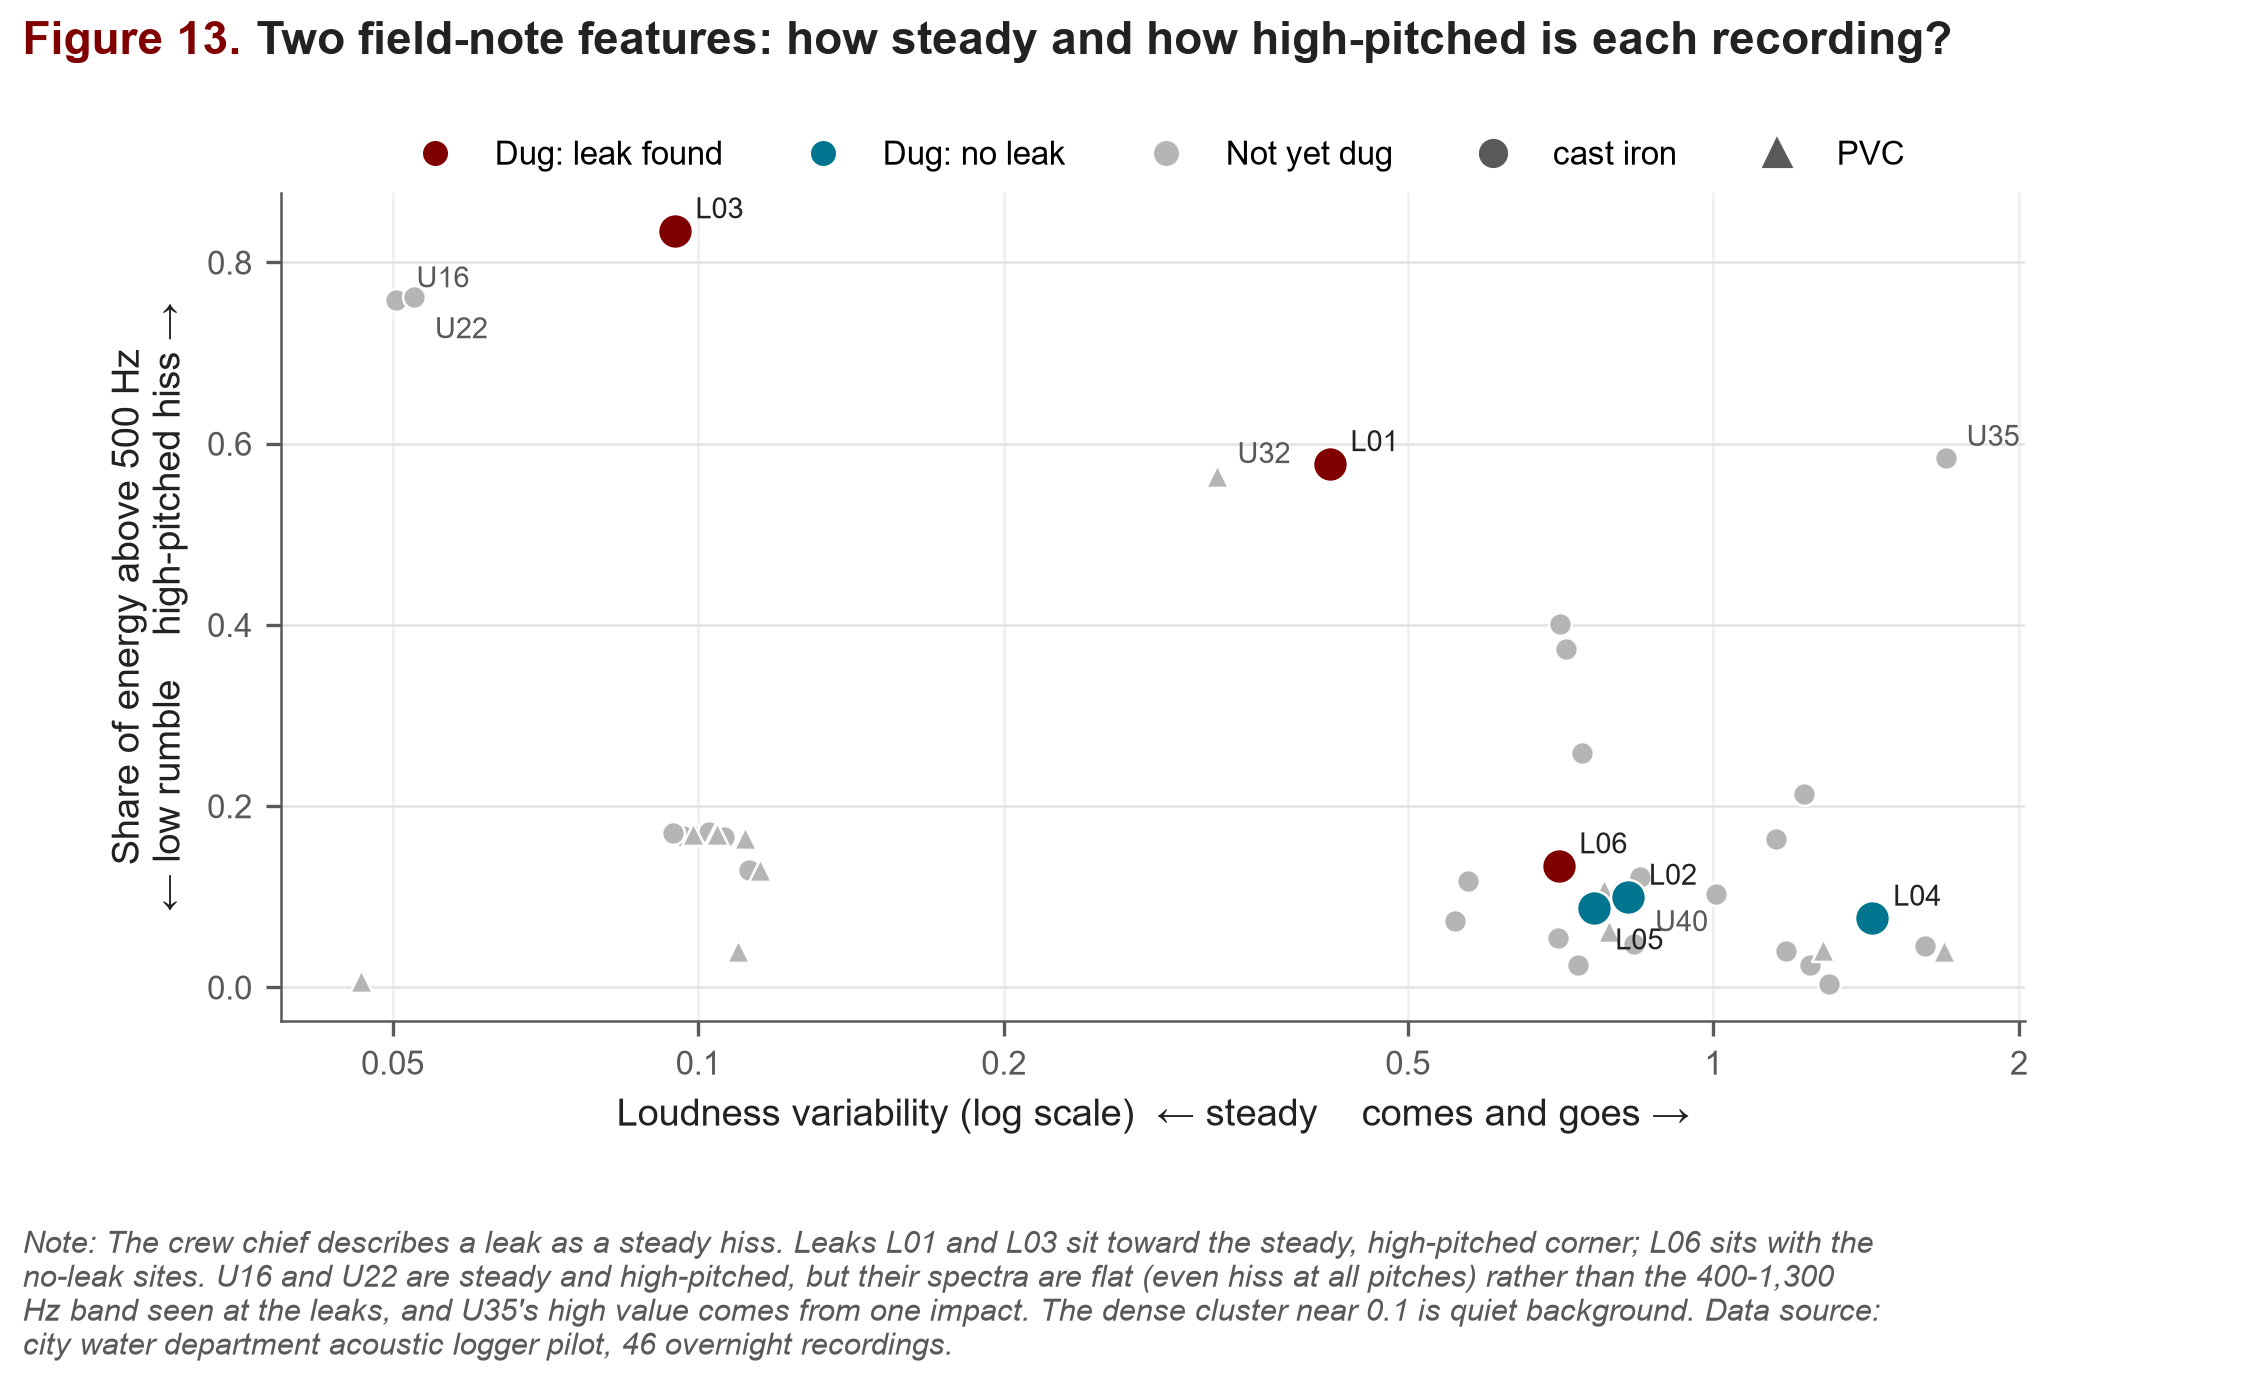 Figure 13. Two field-note features: how steady and how high-pitched is each recording?
Dug: leak found
Dug: no leak
Not yet dug
cast iron
PVC
Share of energy above 500 Hz
← low rumble    high-pitched hiss →
0.8
0.6
0.4
0.2
0.0
L03
U16
U22
U32
L01
U35
L06
L02
U40
L05
L04
0.05
0.1
0.2
0.5
1
2
Loudness variability (log scale)  ← steady    comes and goes →
Note: The crew chief describes a leak as a steady hiss. Leaks L01 and L03 sit toward the steady, high-pitched corner; L06 sits with the
no-leak sites. U16 and U22 are steady and high-pitched, but their spectra are flat (even hiss at all pitches) rather than the 400-1,300
Hz band seen at the leaks, and U35's high value comes from one impact. The dense cluster near 0.1 is quiet background. Data source:
city water department acoustic logger pilot, 46 overnight recordings.